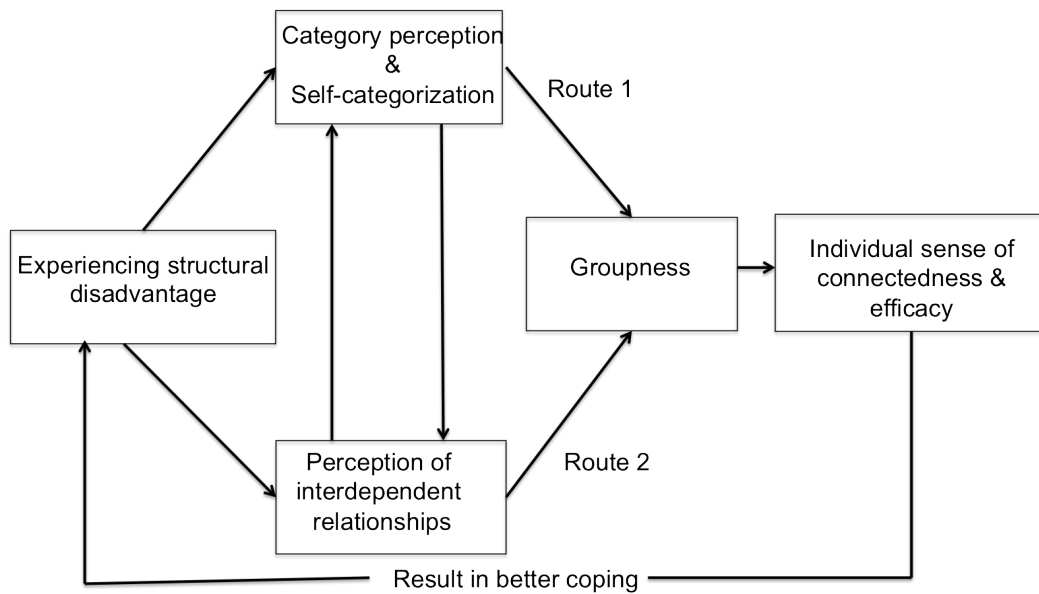 Category perception
&
Self-categorization
Route 1
Experiencing structural
disadvantage
Groupness
Individual sense of
connectedness &
efficacy
Perception of
interdependent
relationships
Route 2
Result in better coping